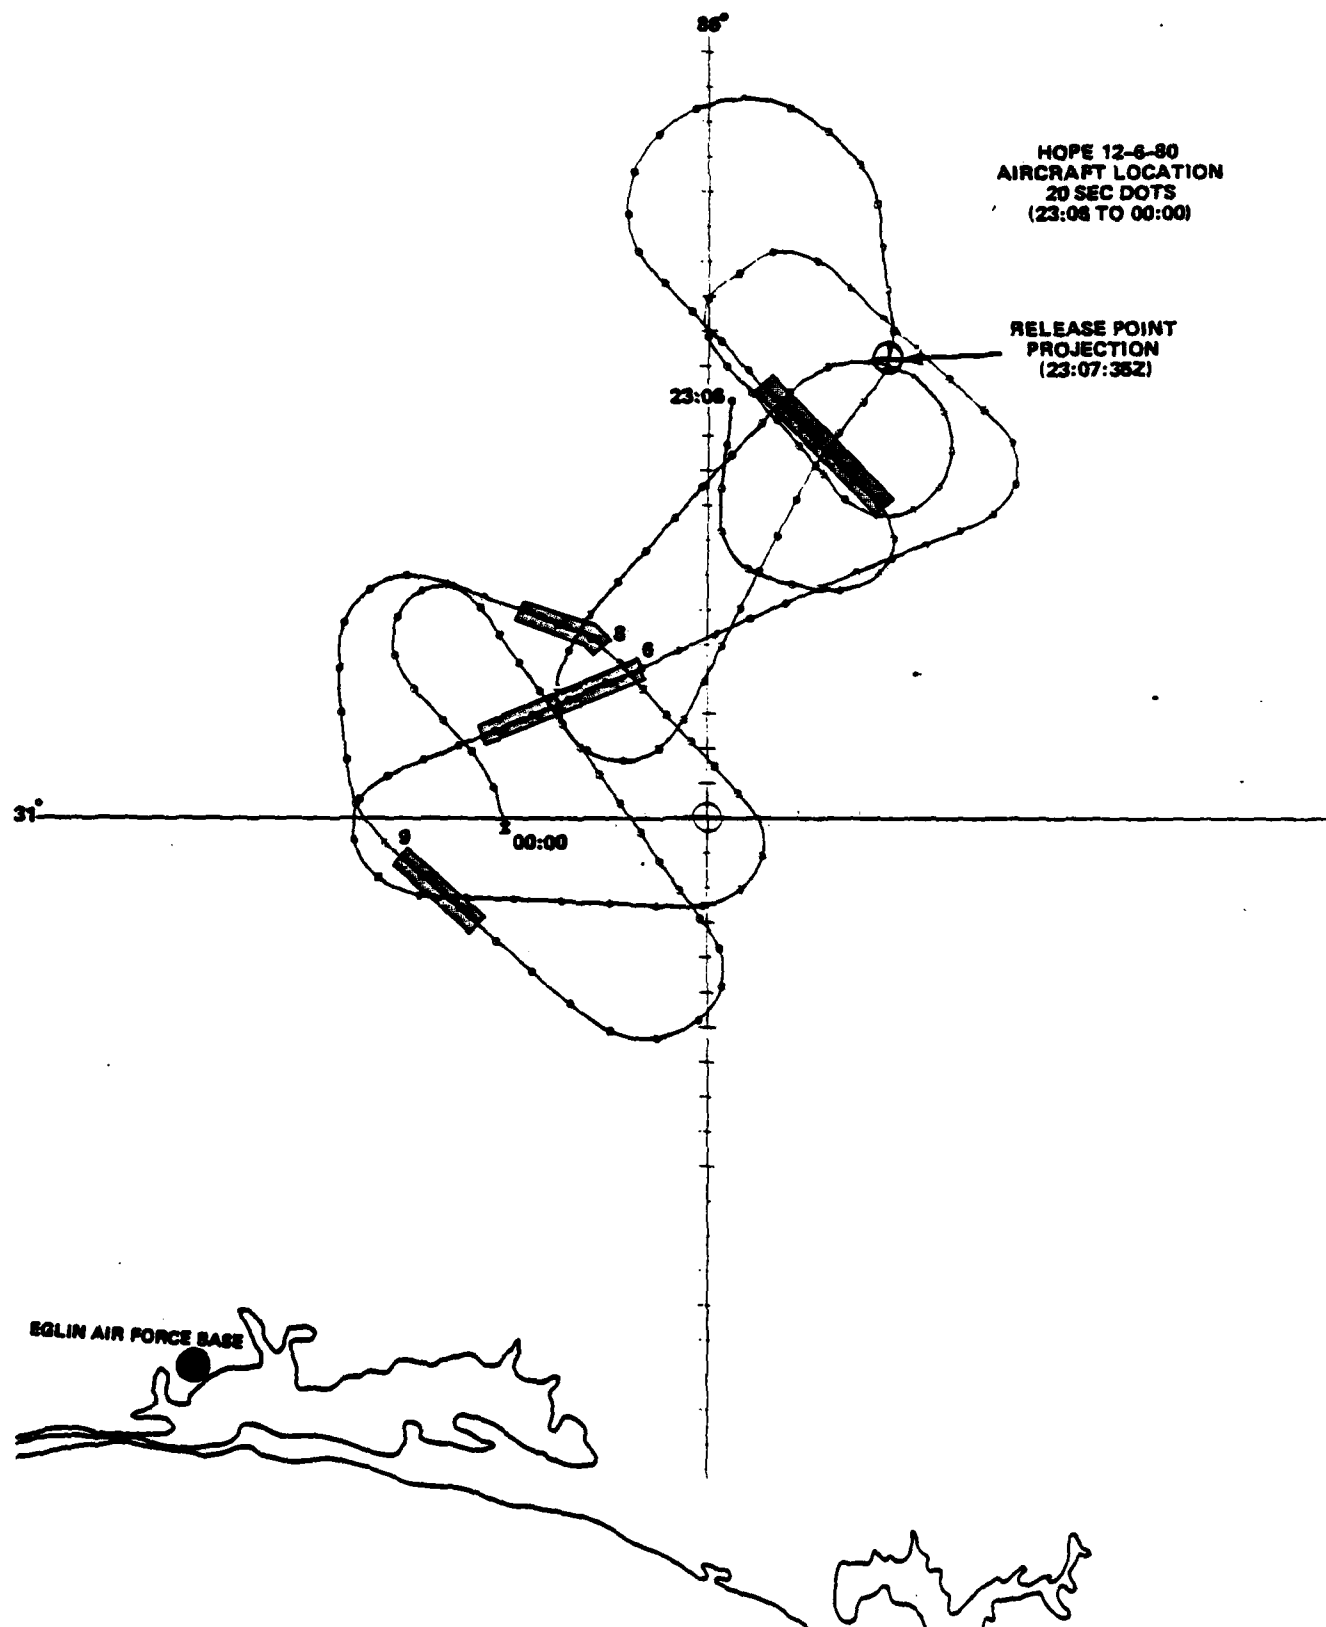 86°
HOPE 12-6-80
AIRCRAFT LOCATION
20 SEC DOTS
(23:06 TO 00:00)
RELEASE POINT
PROJECTION
(23:07:35Z)
23:06
8
6
31°
9
00:00
EGLIN AIR FORCE BASE